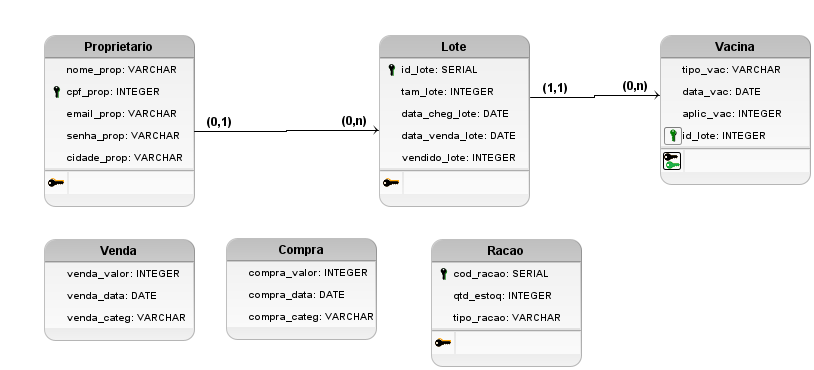 Proprietario
nome_prop: VARCHAR
cpf_prop: INTEGER
email_prop: VARCHAR
senha_prop: VARCHAR
cidade_prop: VARCHAR
(0,1)
(0,n)
Lote
id_lote: SERIAL
tam_lote: INTEGER
data_cheg_lote: DATE
data_venda_lote: DATE
vendido_lote: INTEGER
(1,1)
(0,n)
Vacina
tipo_vac: VARCHAR
data_vac: DATE
aplic_vac: INTEGER
id_lote: INTEGER
Venda
venda_valor: INTEGER
venda_data: DATE
venda_categ: VARCHAR
Compra
compra_valor: INTEGER
compra_data: DATE
compra_categ: VARCHAR
Racao
cod_racao: SERIAL
qtd_estoq: INTEGER
tipo_racao: VARCHAR